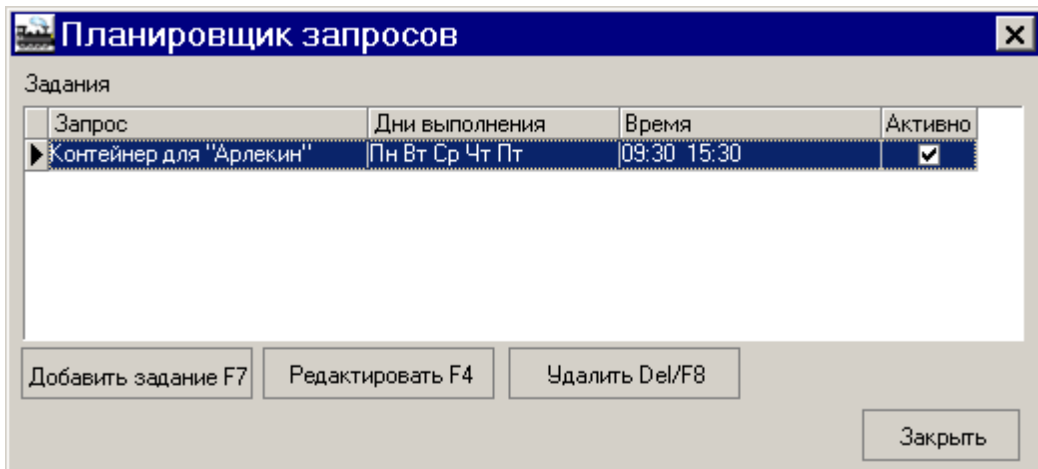 Планировщик запросов
Задания
Запрос Дни выполнения Время Активно
Контейнер для "Арлекин" Пн Вт Ср Чт Пт 09:30 15:30
Добавить задание F7 Редактировать F4 Удалить Del/F8
Закрыть